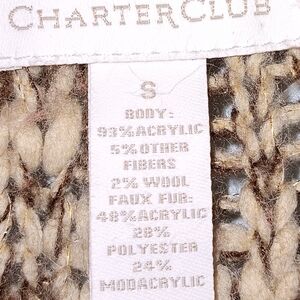 CHARTER CLUB
S
BODY:
93%ACRYLIC
5%OTHER
FIBERS
2% WOOL
FAUX FUR:
48%ACRYLIC
28%
POLYESTER
24%
MODACRYLIC